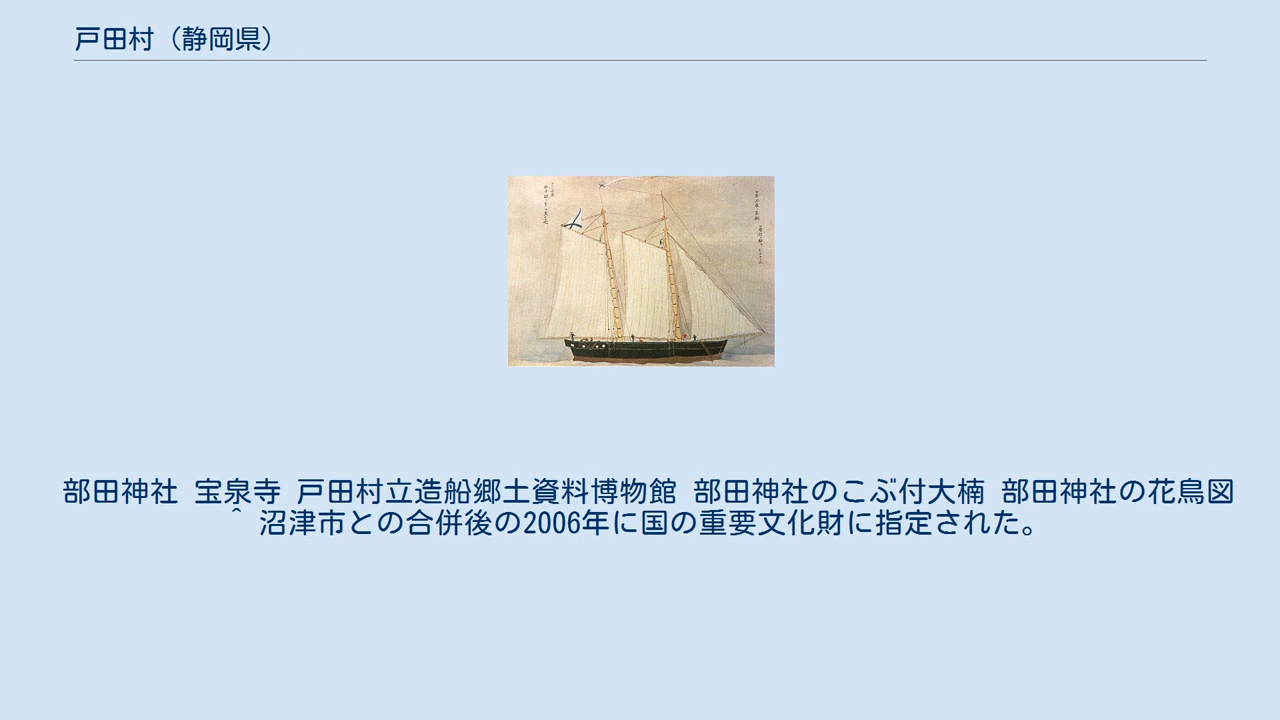 戸田村（静岡県）
部田神社 宝泉寺 戸田村立造船郷土資料博物館 部田神社のこぶ付大楠 部田神社の花鳥図
^ 沼津市との合併後の2006年に国の重要文化財に指定された。